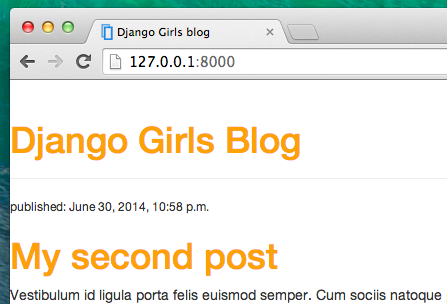 Django Girls blog
127.0.0.1:8000
Django Girls Blog
published: June 30, 2014, 10:58 p.m.
My second post
Vestibulum id ligula porta felis euismod semper. Cum sociis natoque